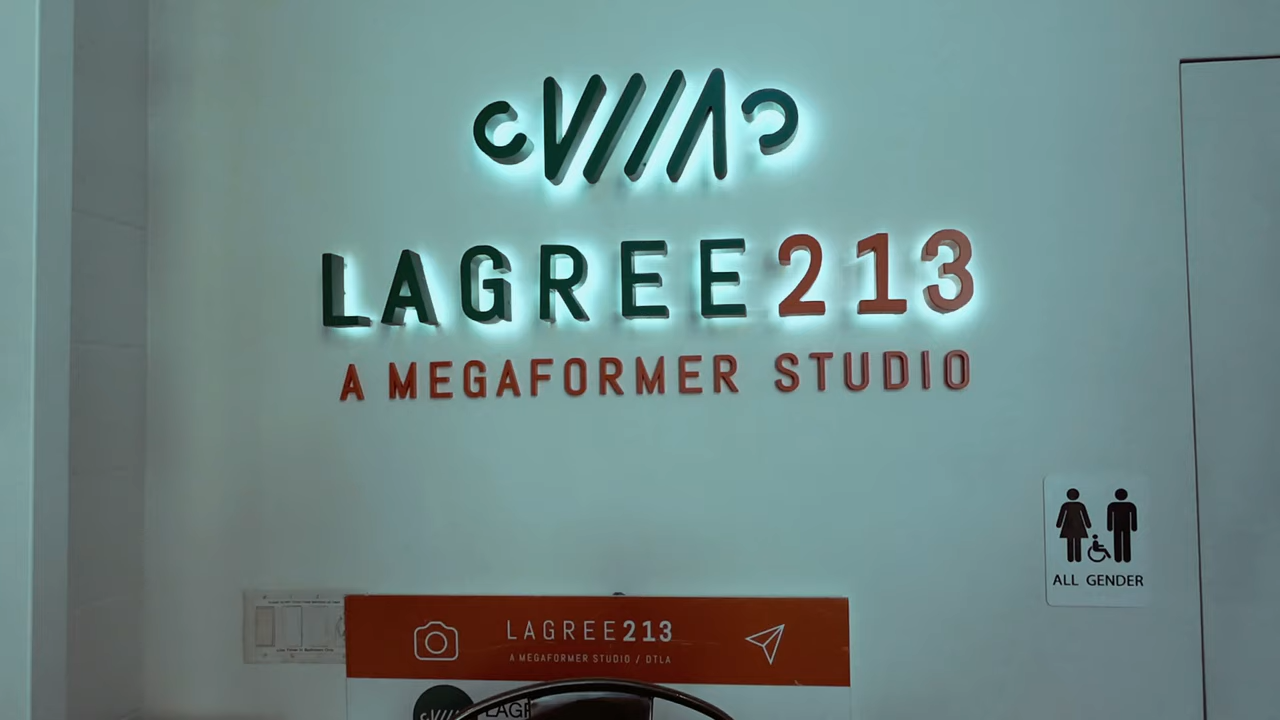 LAGREE213
A MEGAFORMER STUDIO
ALL GENDER
LAGREE213
A MEGAFORMER STUDIO / DTLA